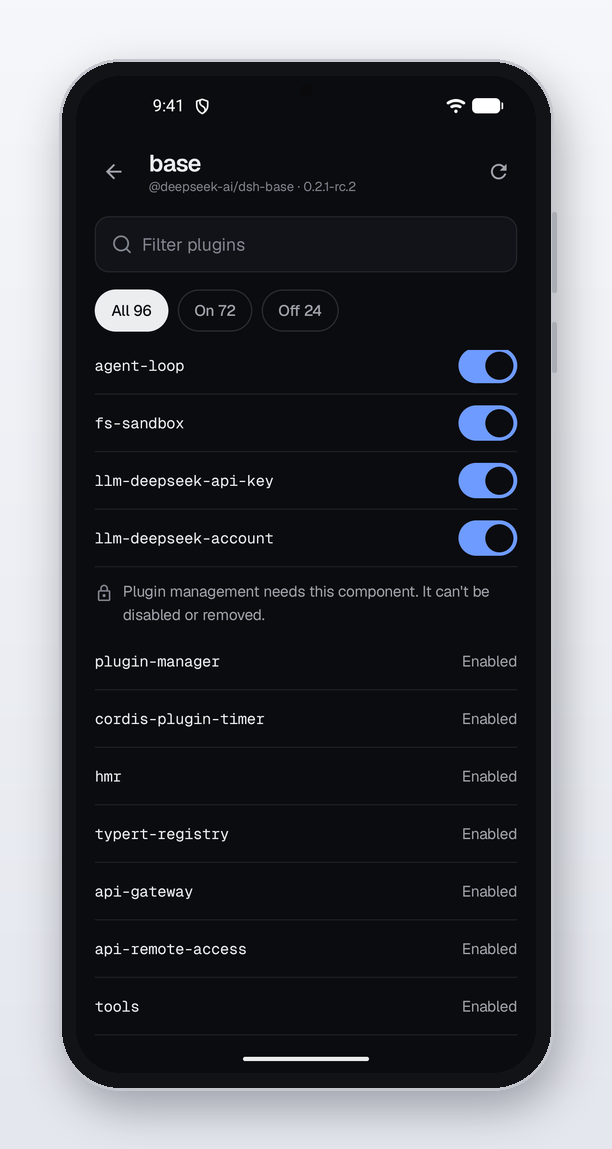 9:41
base
@deepseek-ai/dsh-base · 0.2.1-rc.2
Filter plugins
All 96
On 72
Off 24
agent-loop
fs-sandbox
llm-deepseek-api-key
llm-deepseek-account
Plugin management needs this component. It can't be
disabled or removed.
plugin-manager Enabled
cordis-plugin-timer Enabled
hmr Enabled
typert-registry Enabled
api-gateway Enabled
api-remote-access Enabled
tools Enabled